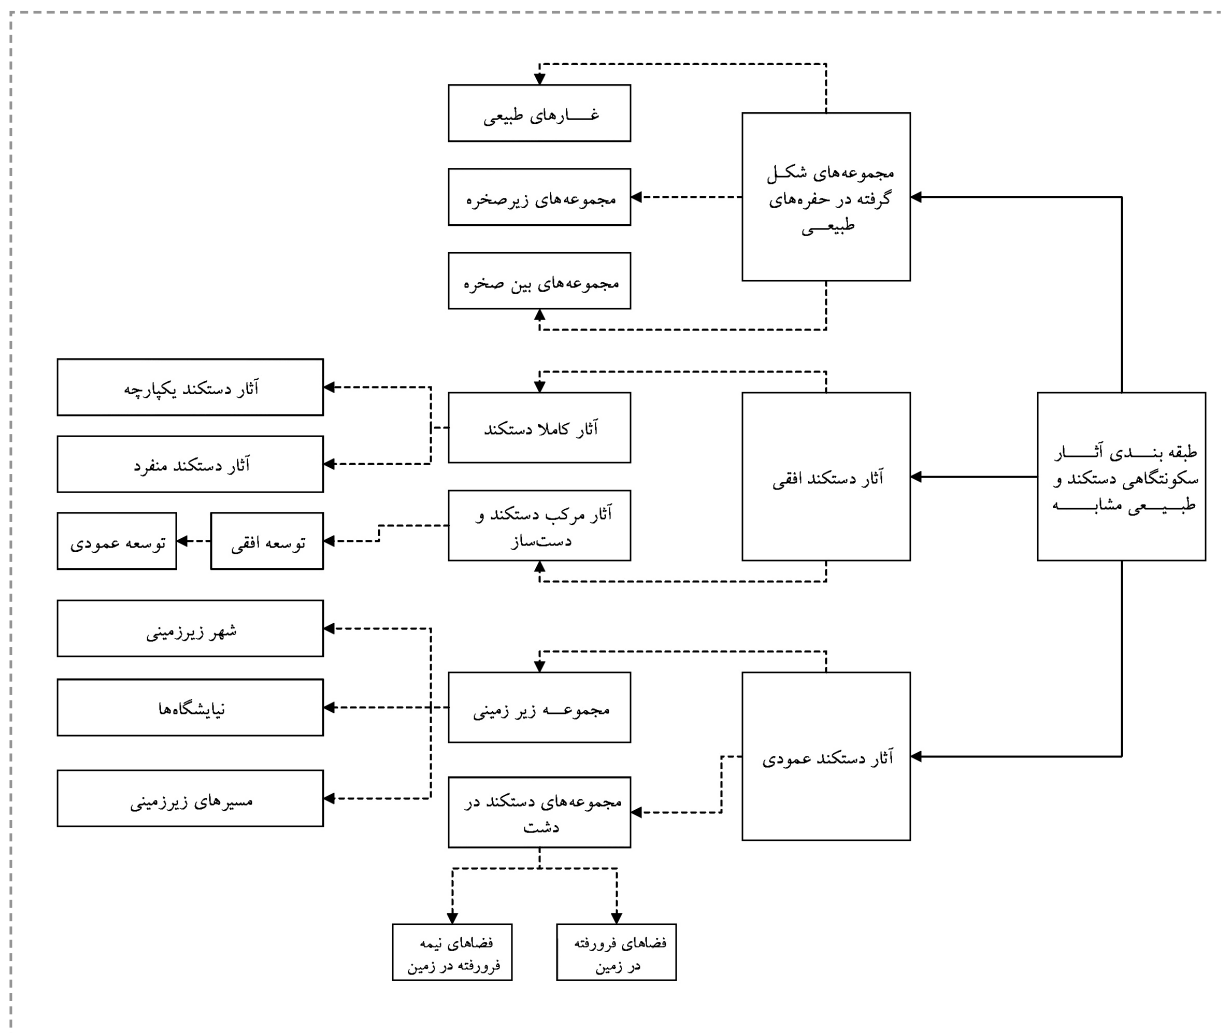 طبقه بندی آثار
سکونتگاهی دستکند و
طبیعی مشابه
مجموعه‌های شکل
گرفته در حفره‌های
طبیعی
غارهای طبیعی
مجموعه‌های زیرصخره
مجموعه‌های بین صخره
آثار دستکند افقی
آثار کاملا دستکند
آثار دستکند یکپارچه
آثار دستکند منفرد
آثار مرکب دستکند و
دست‌ساز
توسعه افقی
توسعه عمودی
آثار دستکند عمودی
مجموعه زیر زمینی
شهر زیرزمینی
نیایشگاه‌ها
مسیرهای زیرزمینی
مجموعه‌های دستکند در
دشت
فضاهای فرورفته
در زمین
فضاهای نیمه
فرورفته در زمین